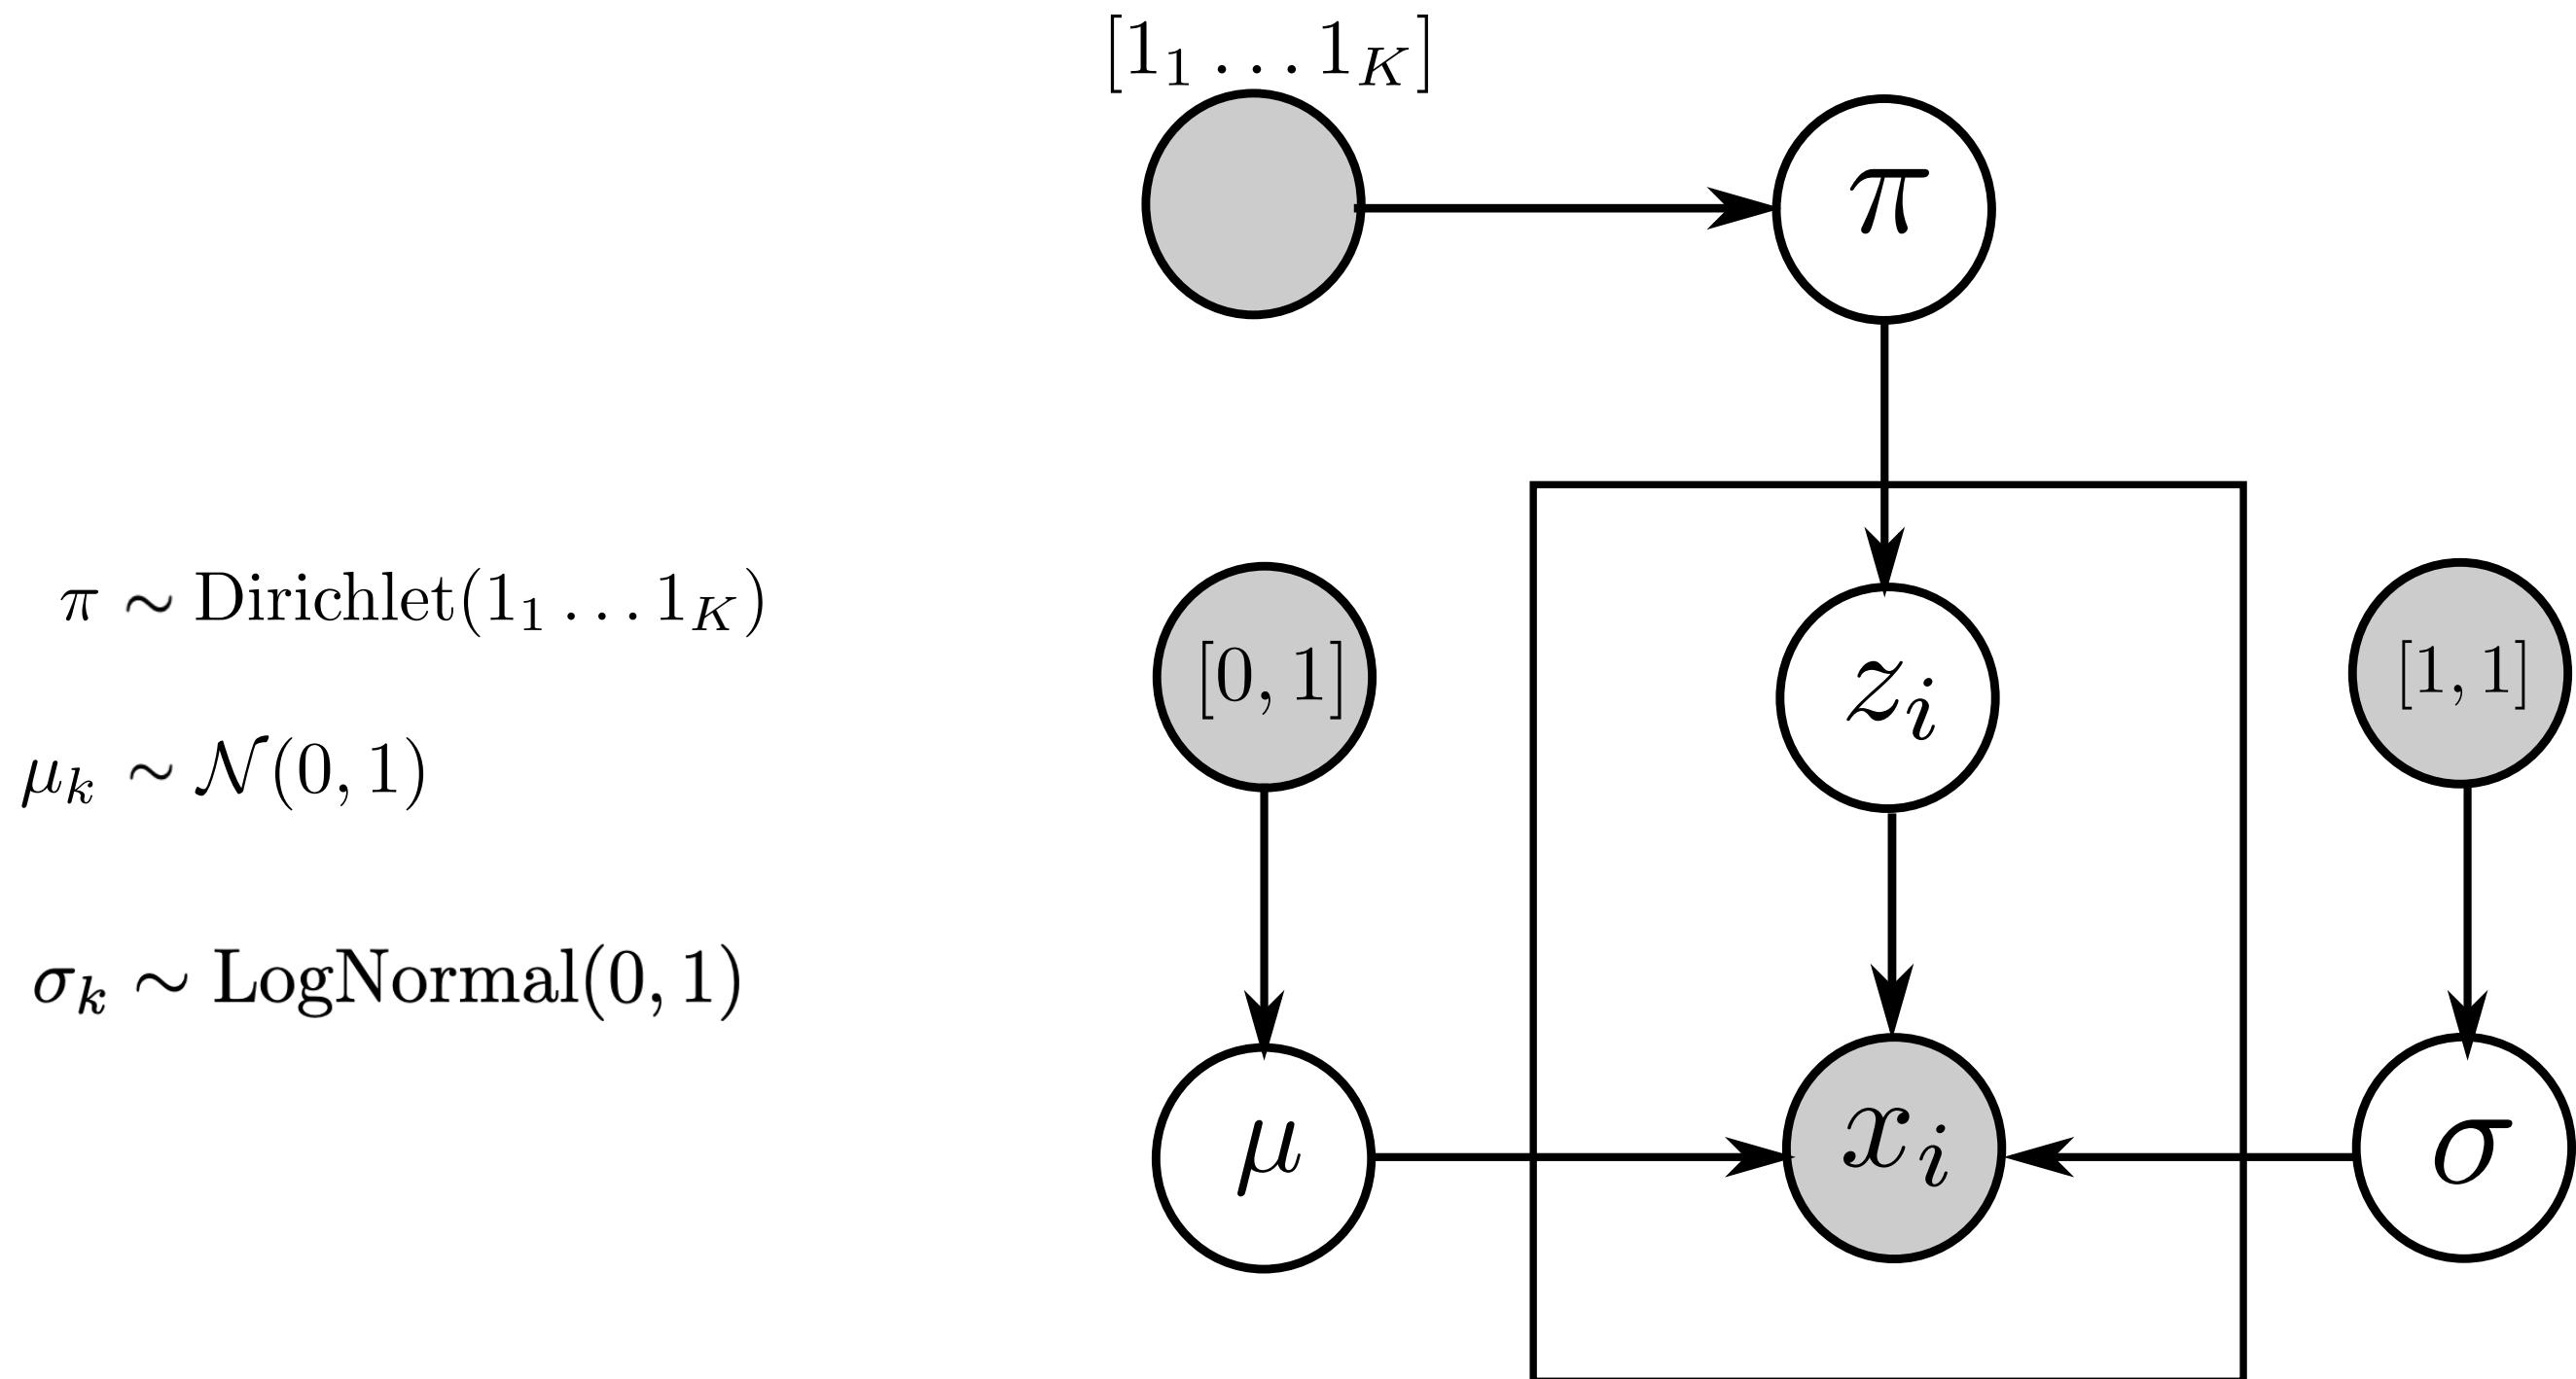 [1₁ … 1_K]
π
π ∼ Dirichlet(1₁ … 1_K)
[0, 1]
z_i
[1, 1]
μ_k ∼ 𝒩(0, 1)
σ_k ∼ LogNormal(0, 1)
μ
x_i
σ